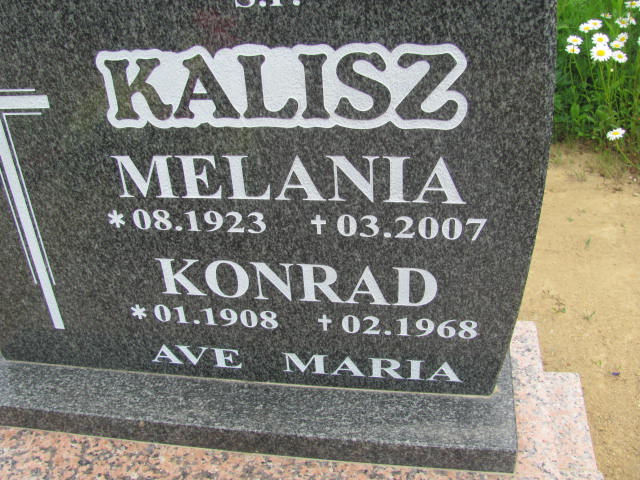 Ś.P.
KALISZ
MELANIA
*08.1923 †03.2007
KONRAD
*01.1908 †02.1968
AVE MARIA